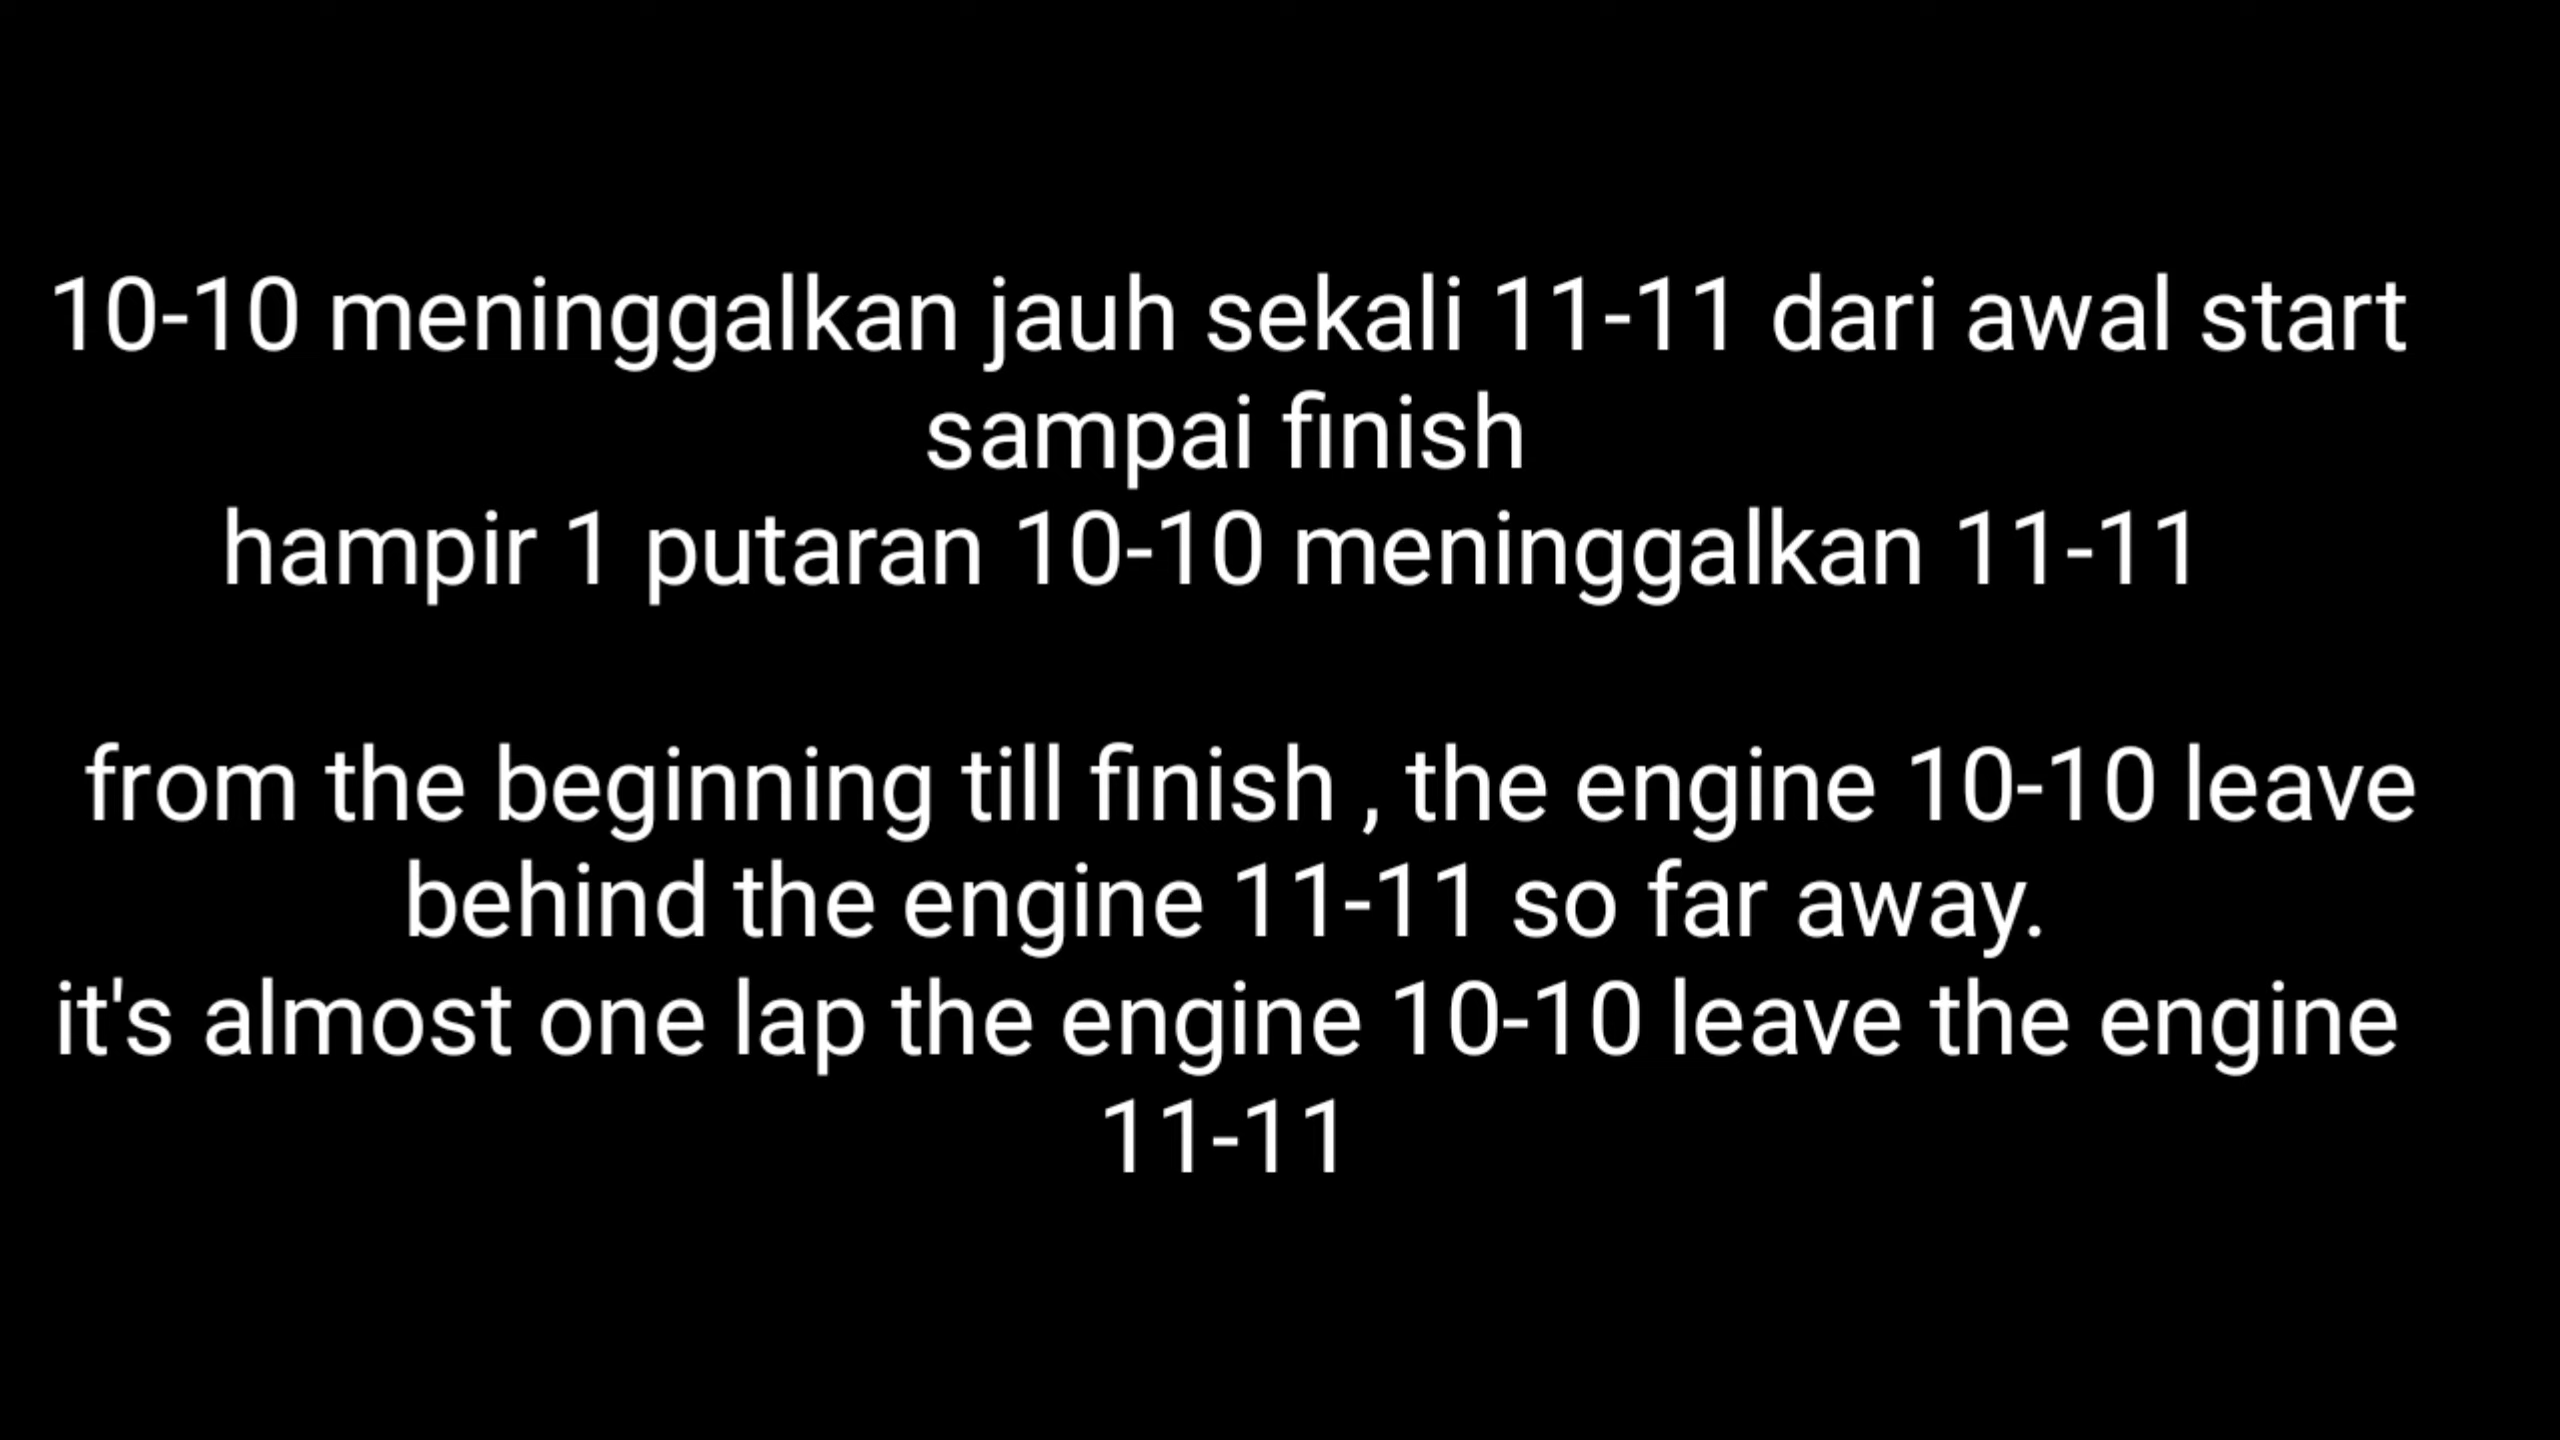 10-10 meninggalkan jauh sekali 11-11 dari awal start
sampai finish
hampir 1 putaran 10-10 meninggalkan 11-11
from the beginning till finish , the engine 10-10 leave
behind the engine 11-11 so far away.
it's almost one lap the engine 10-10 leave the engine
11-11